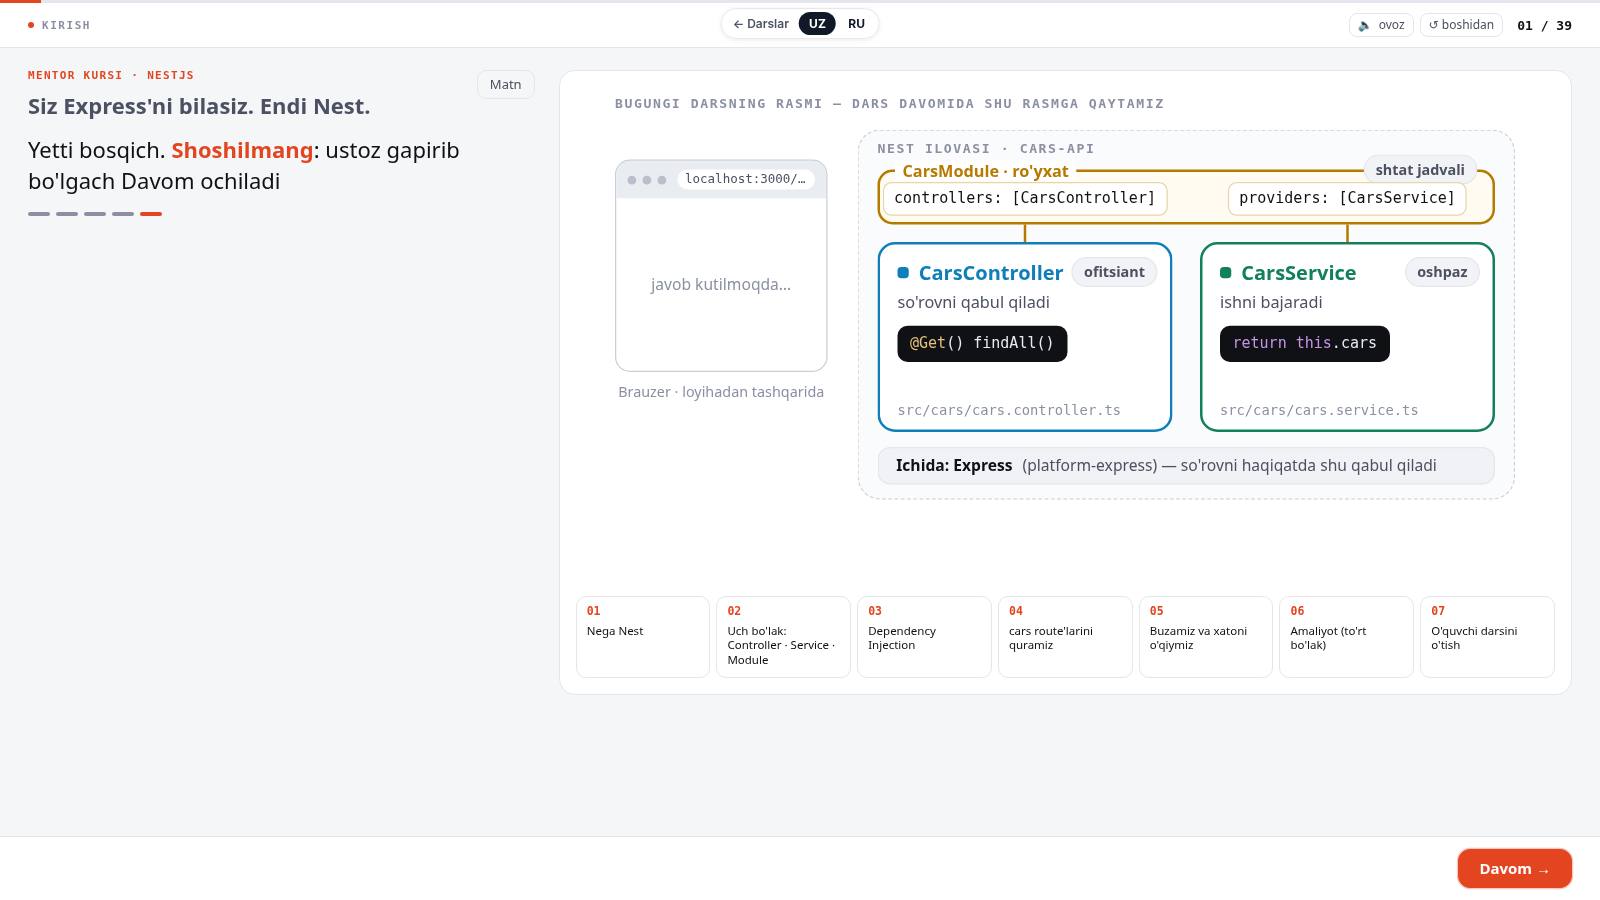 KIRISH
← Darslar UZ RU
ovoz
↺ boshidan
01 / 39
MENTOR KURSI · NESTJS
Matn
Siz Express'ni bilasiz. Endi Nest.
Yetti bosqich. Shoshilmang: ustoz gapirib
bo'lgach Davom ochiladi
BUGUNGI DARSNING RASMI — DARS DAVOMIDA SHU RASMGA QAYTAMIZ
localhost:3000/…
javob kutilmoqda…
Brauzer · loyihadan tashqarida
NEST ILOVASI · CARS-API
CarsModule · ro'yxat
shtat jadvali
controllers: [CarsController]
providers: [CarsService]
CarsController
ofitsiant
so'rovni qabul qiladi
@Get() findAll()
src/cars/cars.controller.ts
CarsService
oshpaz
ishni bajaradi
return this.cars
src/cars/cars.service.ts
Ichida: Express (platform-express) — so'rovni haqiqatda shu qabul qiladi
01
Nega Nest
02
Uch bo'lak:
Controller · Service ·
Module
03
Dependency
Injection
04
cars route'larini
quramiz
05
Buzamiz va xatoni
o'qiymiz
06
Amaliyot (to'rt
bo'lak)
07
O'quvchi darsini
o'tish
Davom →